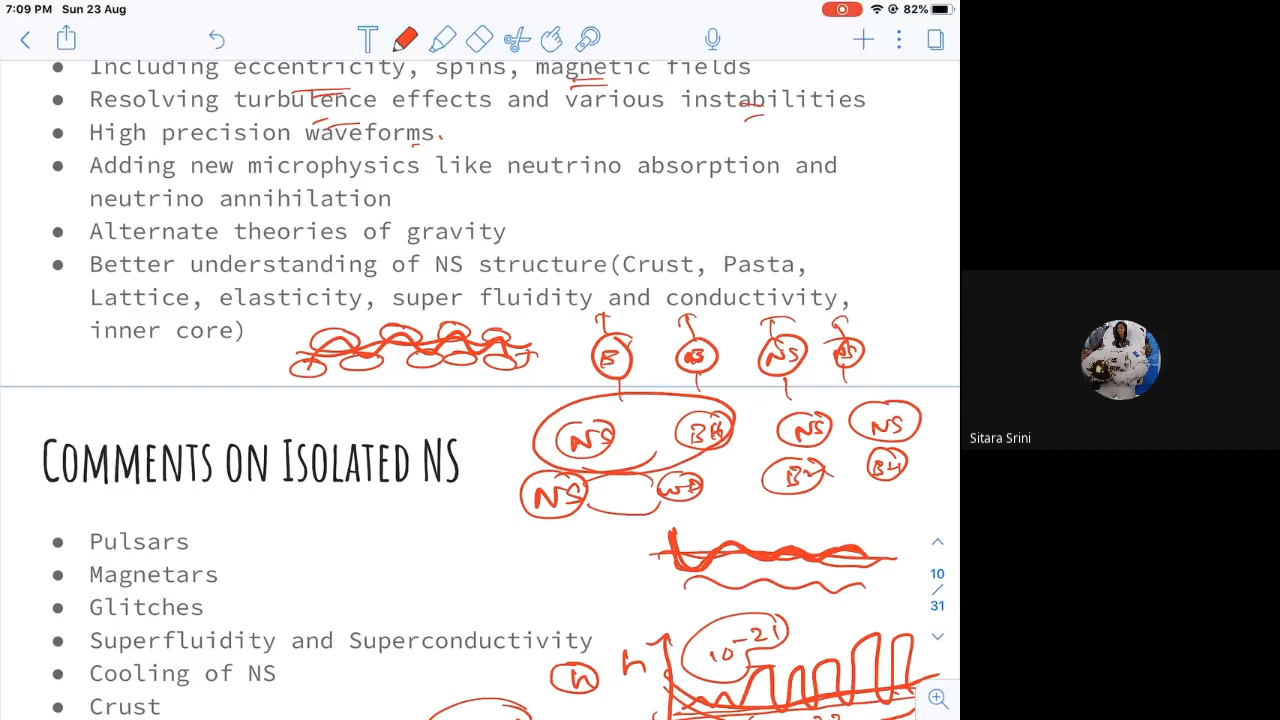 7:09 PM Sun 23 Aug
82%
T
• Including eccentricity, spins, magnetic fields
• Resolving turbulence effects and various instabilities
• High precision waveforms.
• Adding new microphysics like neutrino absorption and
neutrino annihilation
• Alternate theories of gravity
• Better understanding of NS structure(Crust, Pasta,
Lattice, elasticity, super fluidity and conductivity,
inner core)
B NS
NS BH NS NS
NS WD BH BH
Comments on Isolated NS
• Pulsars
• Magnetars
• Glitches
• Superfluidity and Superconductivity
• Cooling of NS
• Crust
10^-21
h h
10
/
31
Sitara Srini